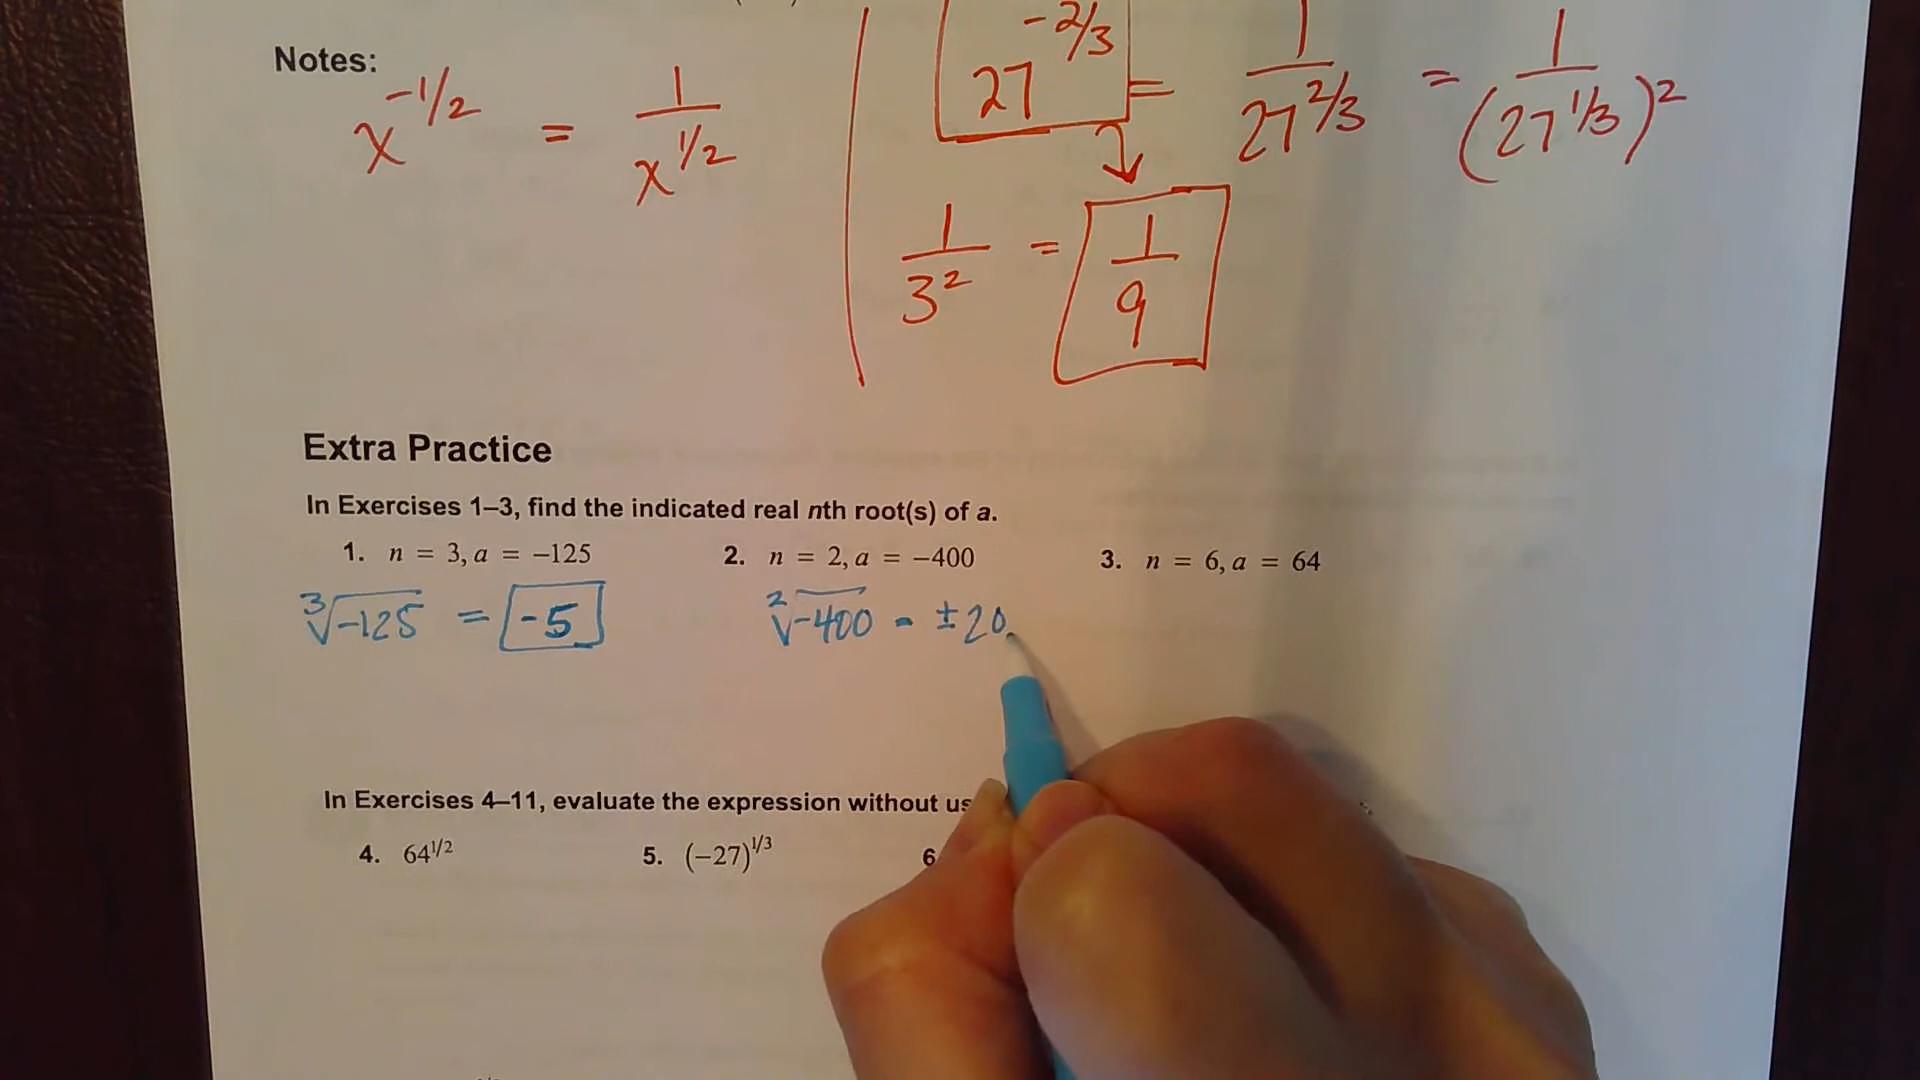 Notes:
x^-1/2 = 1/x^1/2
27^-2/3 = 1/27^2/3 = 1/(27^1/3)^2
1/3^2 = 1/9
Extra Practice
In Exercises 1–3, find the indicated real nth root(s) of a.
1. n = 3, a = −125 2. n = 2, a = −400 3. n = 6, a = 64
∛-125 = -5 ²√-400 = ±20
In Exercises 4–11, evaluate the expression without us
4. 64^1/2 5. (−27)^1/3 6